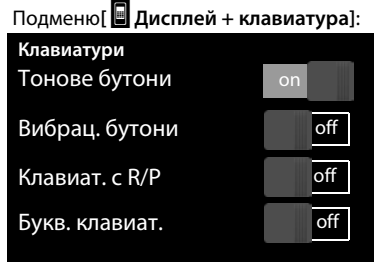 Подменю[ Дисплей + клавиатура]:
Клавиатури
Тонове бутони on
Вибрац. бутони off
Клавиат. с R/P off
Букв. клавиат. off